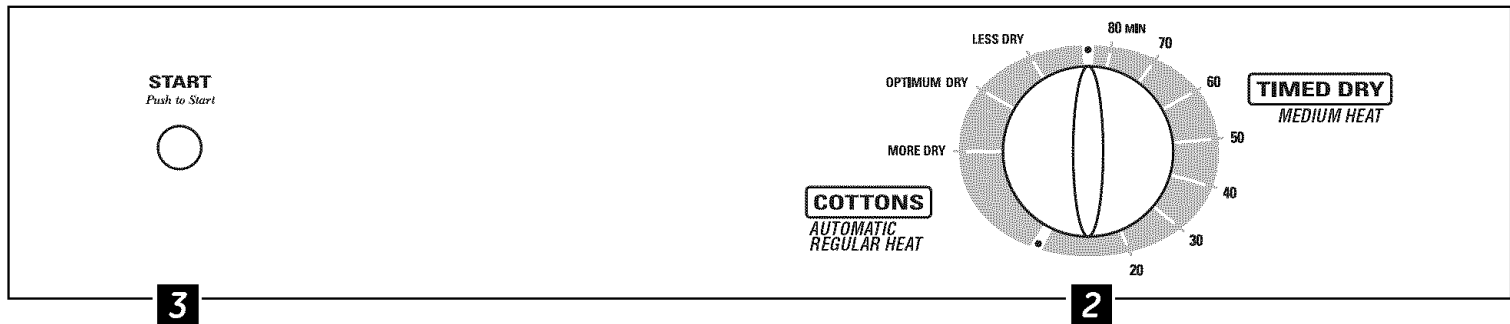 START
Push to Start
LESS DRY
OPTIMUM DRY
MORE DRY
COTTONS
AUTOMATIC
REGULAR HEAT
80 MIN
70
60
50
40
30
20
TIMED DRY
MEDIUM HEAT
3
2